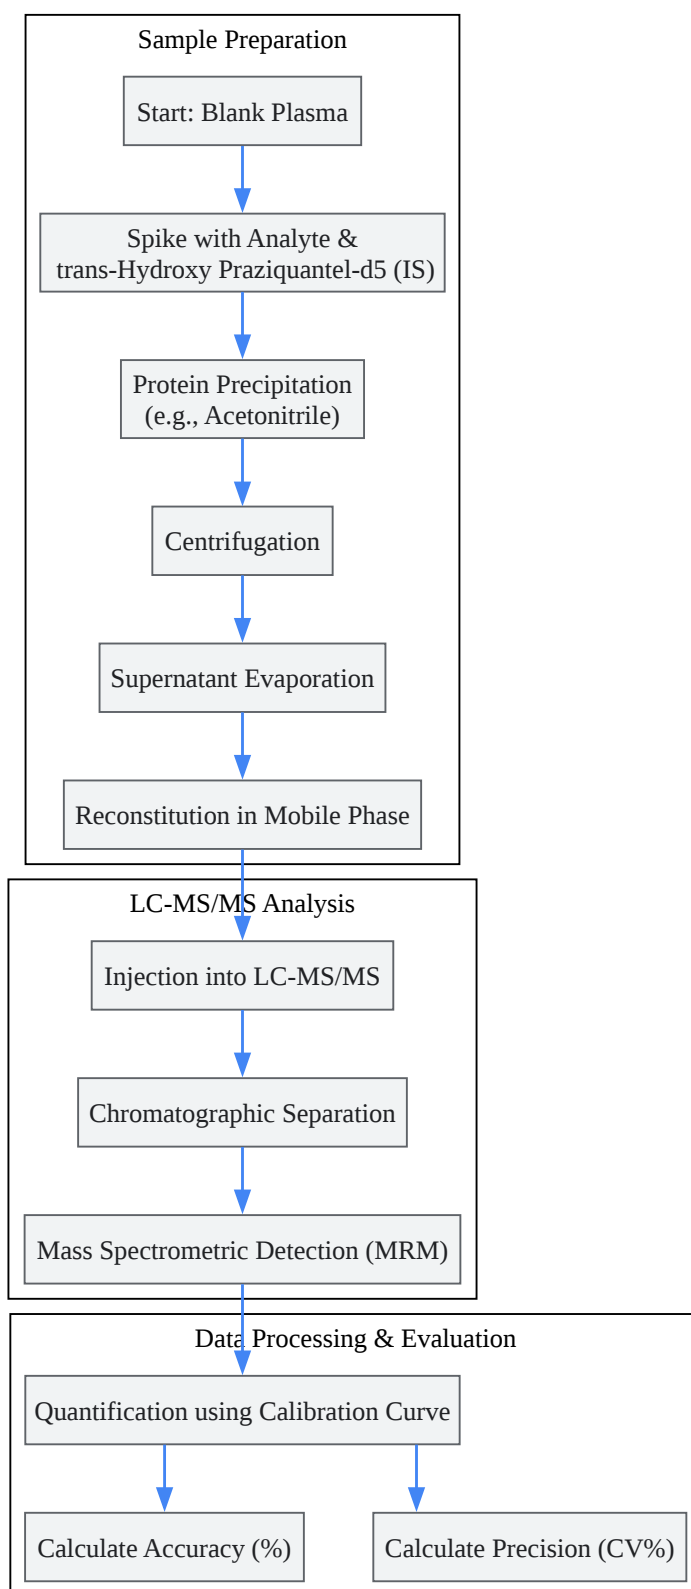 Sample Preparation
Start: Blank Plasma
Spike with Analyte &
trans-Hydroxy Praziquantel-d5 (IS)
Protein Precipitation
(e.g., Acetonitrile)
Centrifugation
Supernatant Evaporation
Reconstitution in Mobile Phase
LC-MS/MS Analysis
Injection into LC-MS/MS
Chromatographic Separation
Mass Spectrometric Detection (MRM)
Data Processing & Evaluation
Quantification using Calibration Curve
Calculate Accuracy (%)
Calculate Precision (CV%)